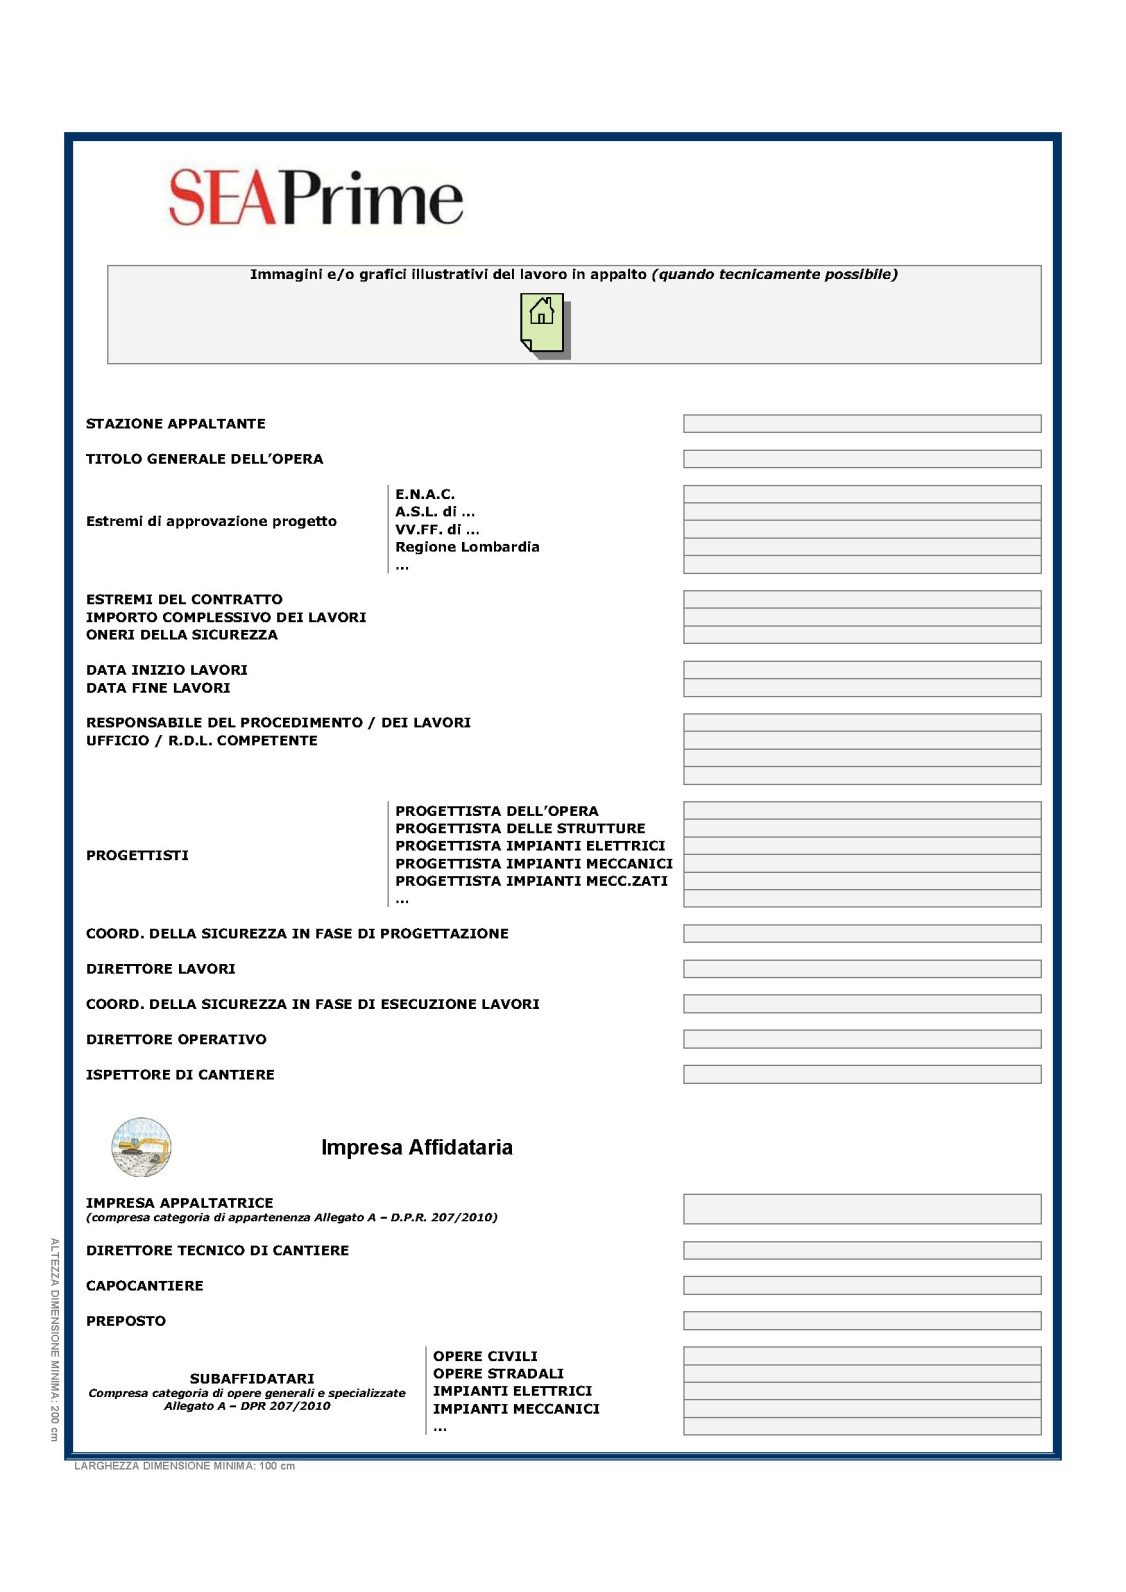 SEAPrime
Immagini e/o grafici illustrativi del lavoro in appalto (quando tecnicamente possibile)
STAZIONE APPALTANTE
TITOLO GENERALE DELL’OPERA
Estremi di approvazione progetto
E.N.A.C.
A.S.L. di ...
VV.FF. di ...
Regione Lombardia
...
ESTREMI DEL CONTRATTO
IMPORTO COMPLESSIVO DEI LAVORI
ONERI DELLA SICUREZZA
DATA INIZIO LAVORI
DATA FINE LAVORI
RESPONSABILE DEL PROCEDIMENTO / DEI LAVORI
UFFICIO / R.D.L. COMPETENTE
PROGETTISTI
PROGETTISTA DELL’OPERA
PROGETTISTA DELLE STRUTTURE
PROGETTISTA IMPIANTI ELETTRICI
PROGETTISTA IMPIANTI MECCANICI
PROGETTISTA IMPIANTI MECC.ZATI
...
COORD. DELLA SICUREZZA IN FASE DI PROGETTAZIONE
DIRETTORE LAVORI
COORD. DELLA SICUREZZA IN FASE DI ESECUZIONE LAVORI
DIRETTORE OPERATIVO
ISPETTORE DI CANTIERE
Impresa Affidataria
IMPRESA APPALTATRICE
(compresa categoria di appartenenza Allegato A – D.P.R. 207/2010)
DIRETTORE TECNICO DI CANTIERE
CAPOCANTIERE
PREPOSTO
SUBAFFIDATARI
Compresa categoria di opere generali e specializzate
Allegato A – DPR 207/2010
OPERE CIVILI
OPERE STRADALI
IMPIANTI ELETTRICI
IMPIANTI MECCANICI
...
ALTEZZA DIMENSIONE MINIMA: 200 cm
LARGHEZZA DIMENSIONE MINIMA: 100 cm